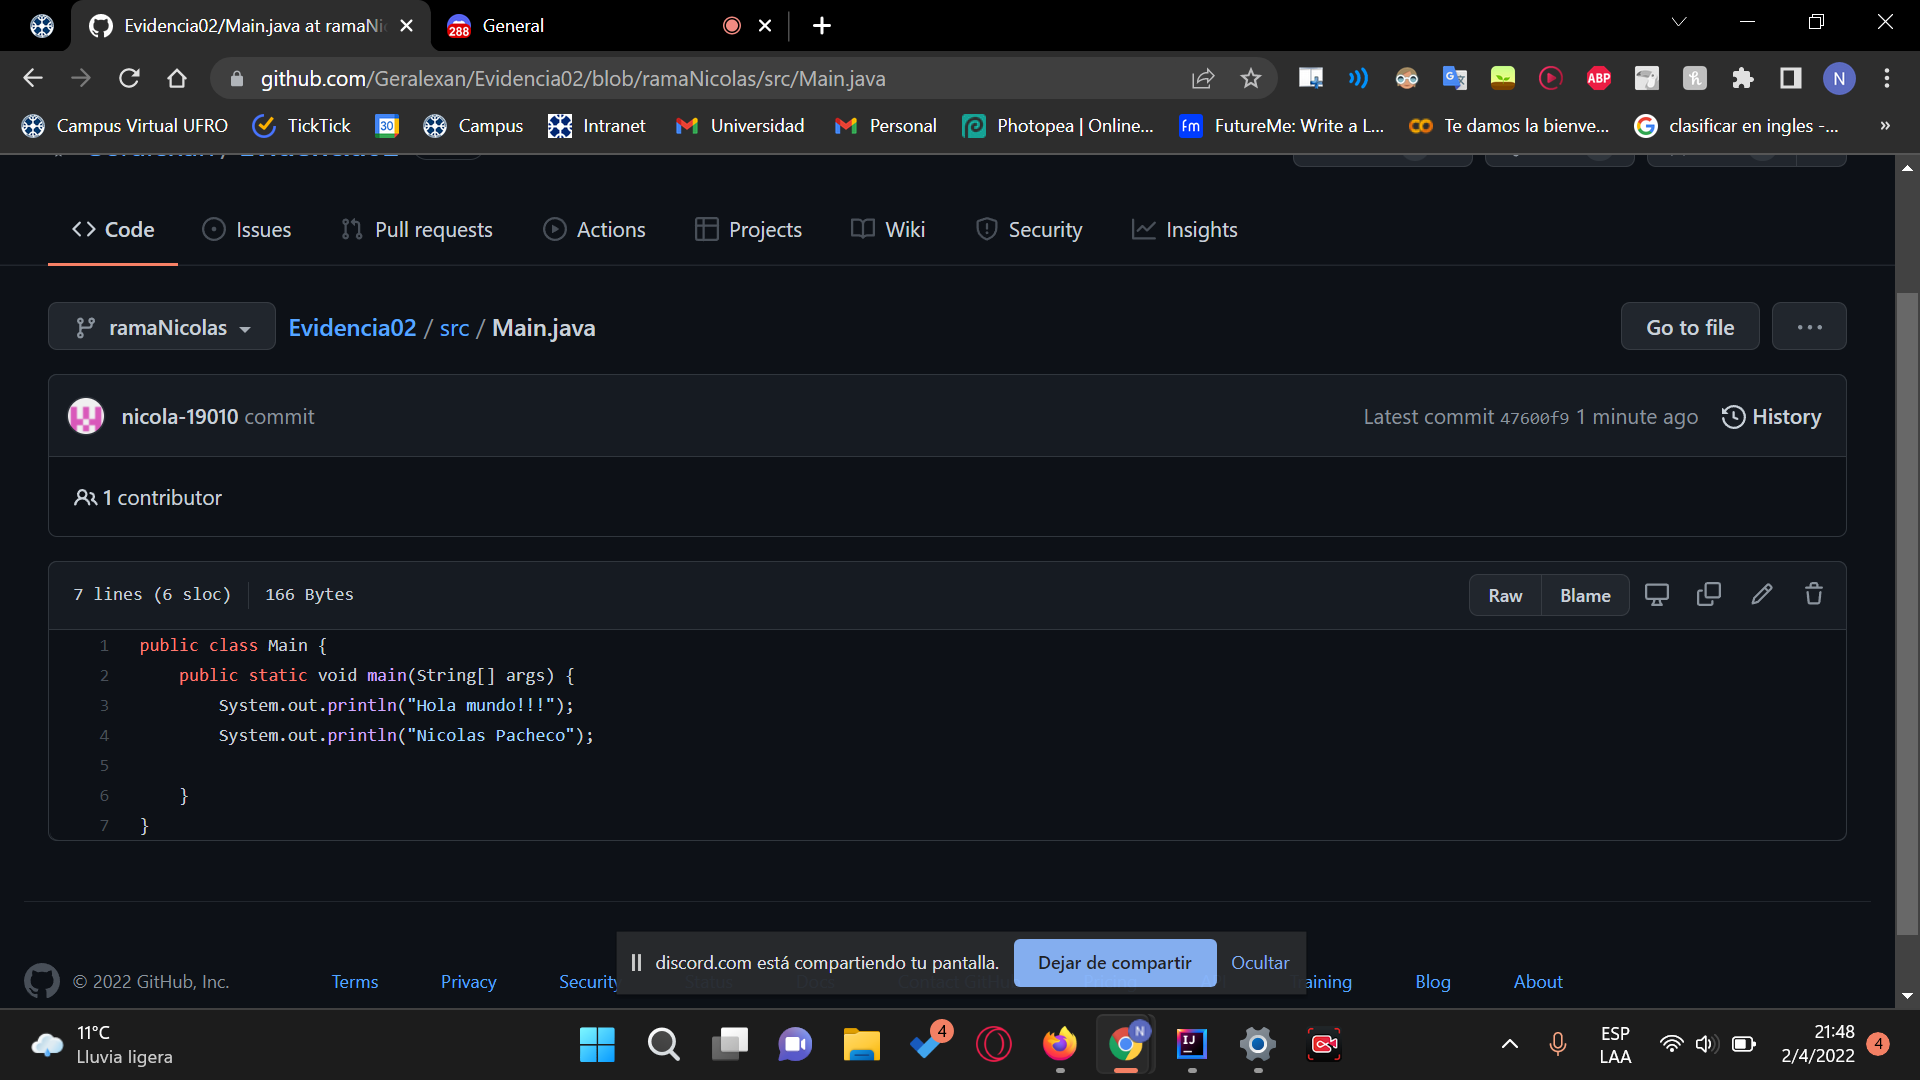 Evidencia02/Main.java at ramaNi
288 General
github.com/Geralexan/Evidencia02/blob/ramaNicolas/src/Main.java
ABP
N
Campus Virtual UFRO
TickTick
30
Campus
Intranet
Universidad
Personal
Photopea | Online...
fm FutureMe: Write a L...
Te damos la bienve...
clasificar en ingles -...
»
Geralexan / Evidencia02
Code
Issues
Pull requests
Actions
Projects
Wiki
Security
Insights
ramaNicolas
Evidencia02 / src / Main.java
Go to file
...
nicola-19010 commit
Latest commit 47600f9 1 minute ago
History
1 contributor
7 lines (6 sloc)
166 Bytes
Raw
Blame
1 public class Main {
2 public static void main(String[] args) {
3 System.out.println("Hola mundo!!!");
4 System.out.println("Nicolas Pacheco");
5
6 }
7 }
© 2022 GitHub, Inc.
Terms
Privacy
Security
discord.com está compartiendo tu pantalla.
Dejar de compartir
Ocultar
aining
Blog
About
11°C
Lluvia ligera
4
N
IJ
ESP
LAA
21:48
2/4/2022
4